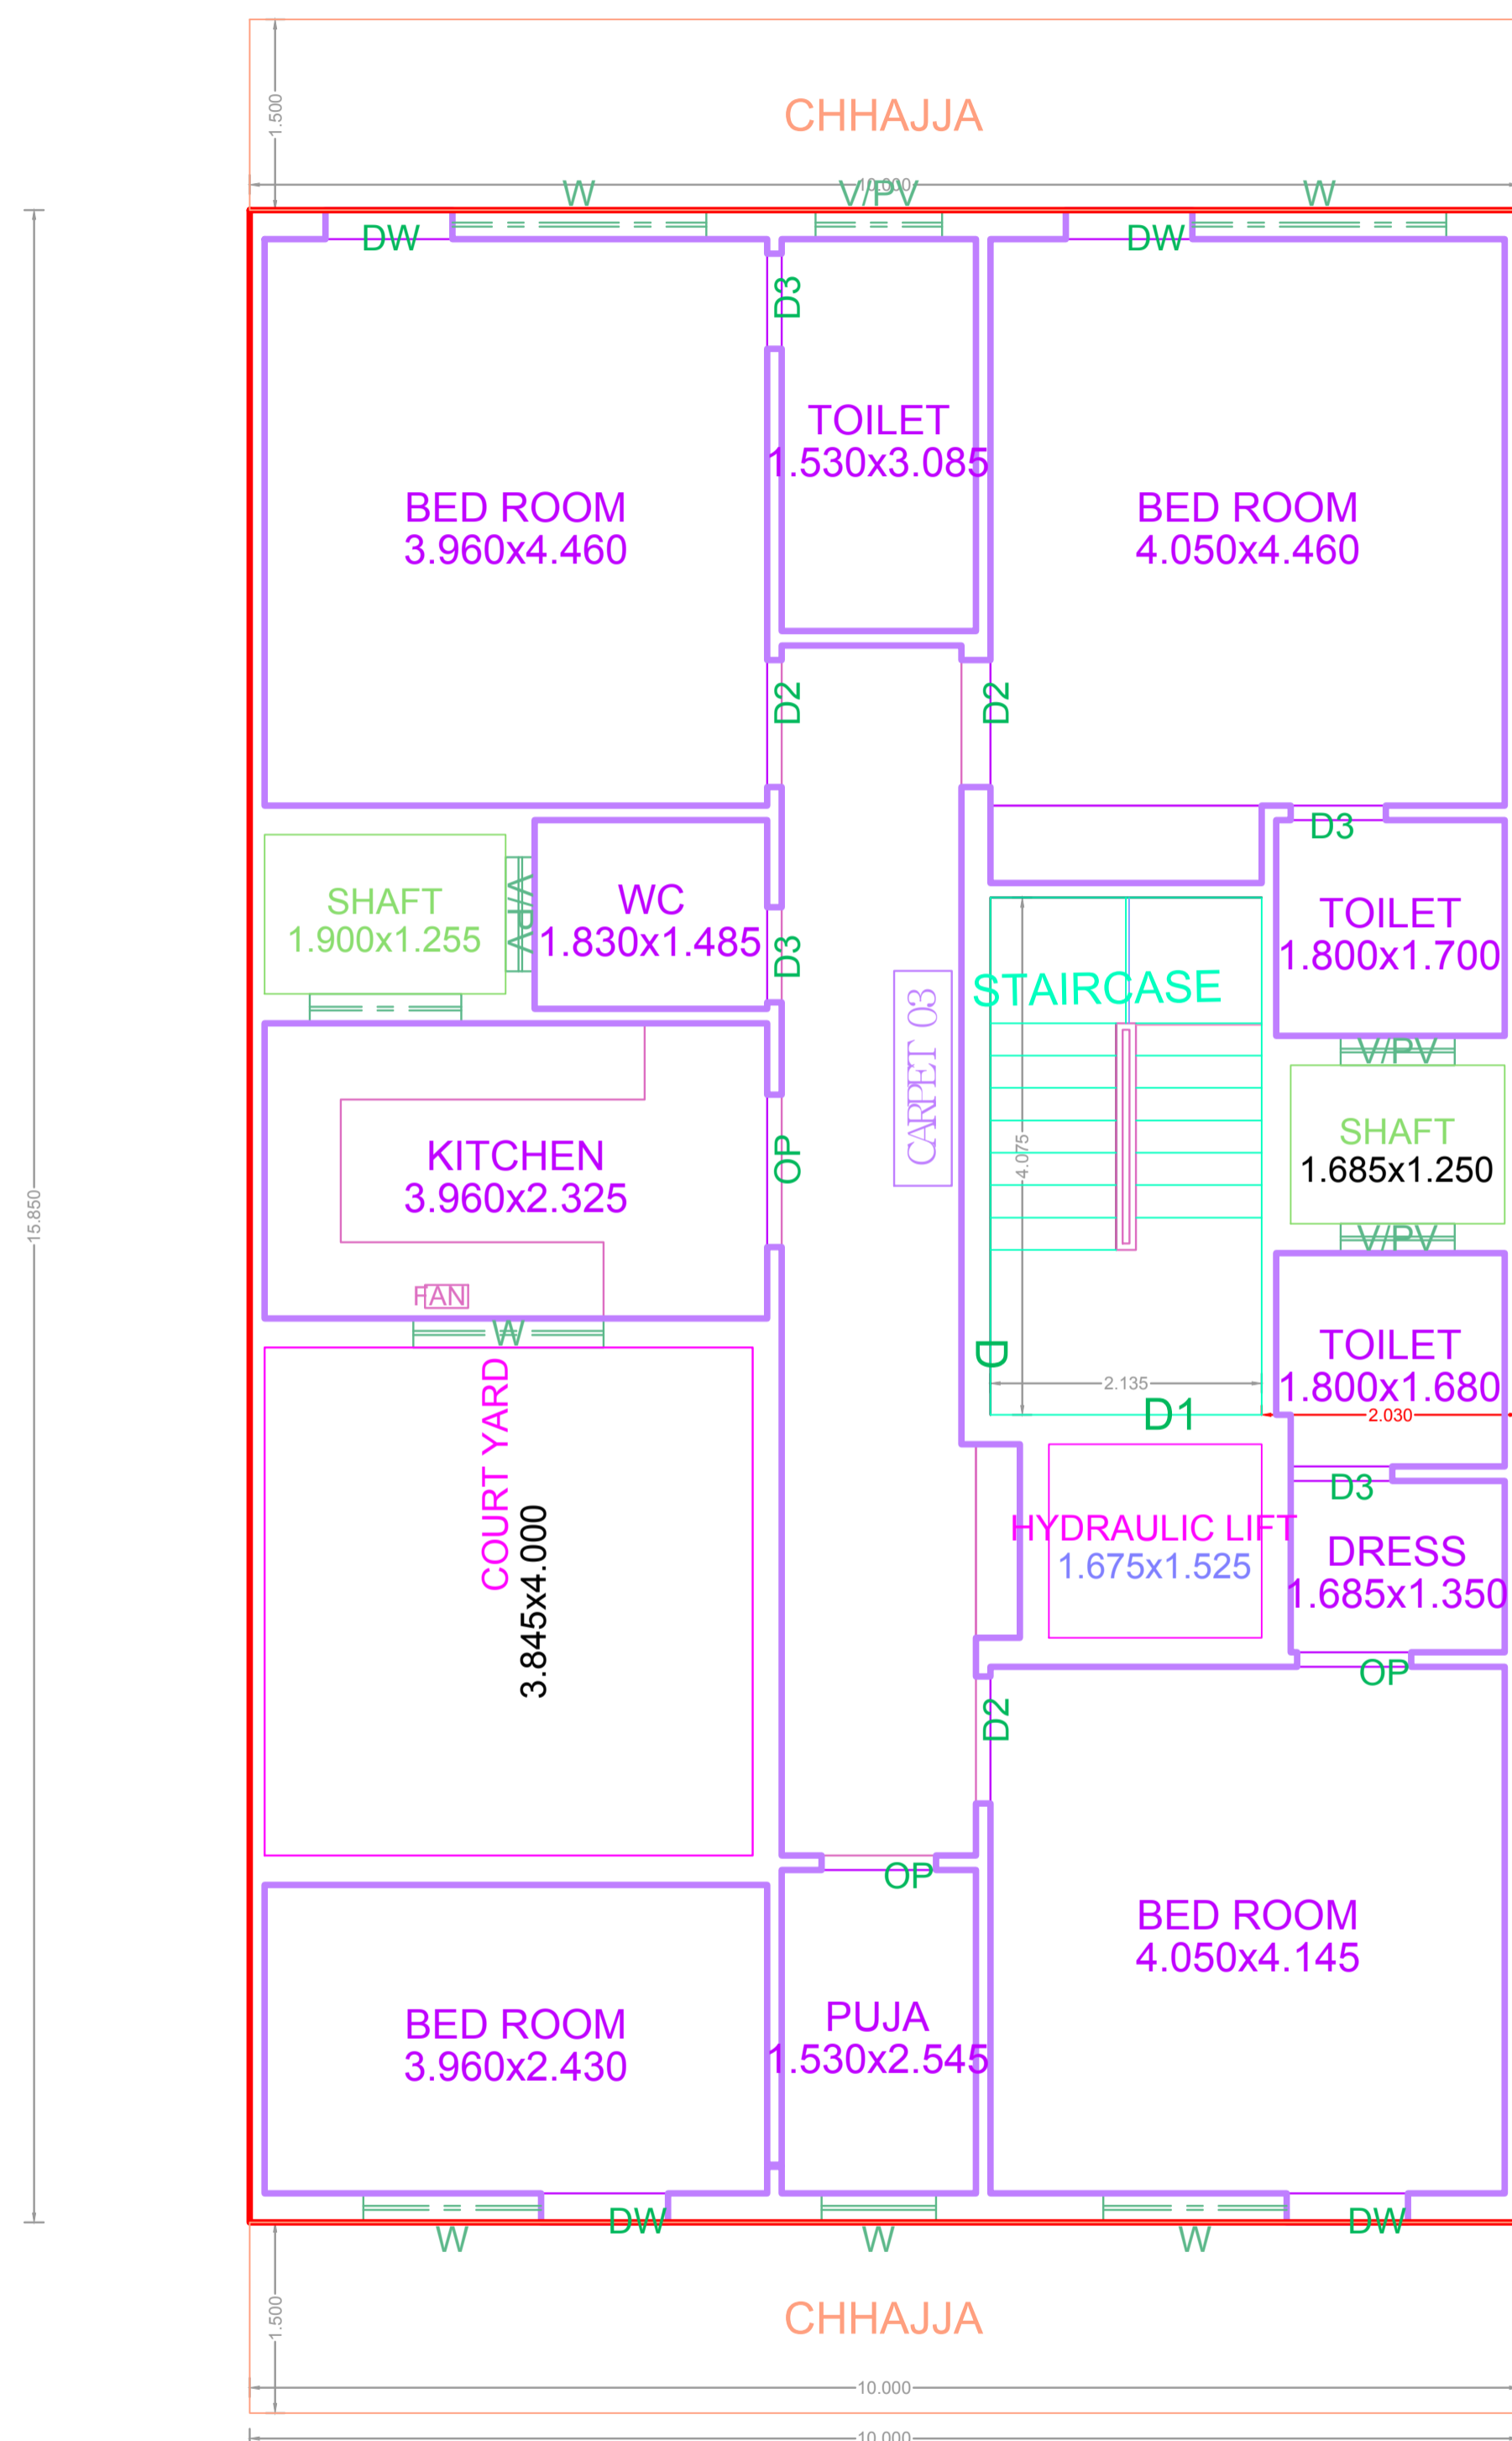 1.500
CHHAJJA
10.000
W
V/PV
W
DW
DW
D3
TOILET
1.530x3.085
BED ROOM
3.960x4.460
BED ROOM
4.050x4.460
D2
D2
D3
SHAFT
1.900x1.255
WC
1.830x1.485
D3
TOILET
1.800x1.700
STAIRCASE
CARPET 03
V/PV
KITCHEN
3.960x2.325
OP
4.075
SHAFT
1.685x1.250
15.850
V/PV
FAN
W
D
TOILET
1.800x1.680
2.135
D1
2.030
COURT YARD
3.845x4.000
D3
HYDRAULIC LIFT
1.675x1.525
DRESS
1.685x1.350
OP
D2
OP
BED ROOM
4.050x4.145
BED ROOM
3.960x2.430
PUJA
1.530x2.545
DW
DW
W
W
W
1.500
CHHAJJA
10.000
10.000